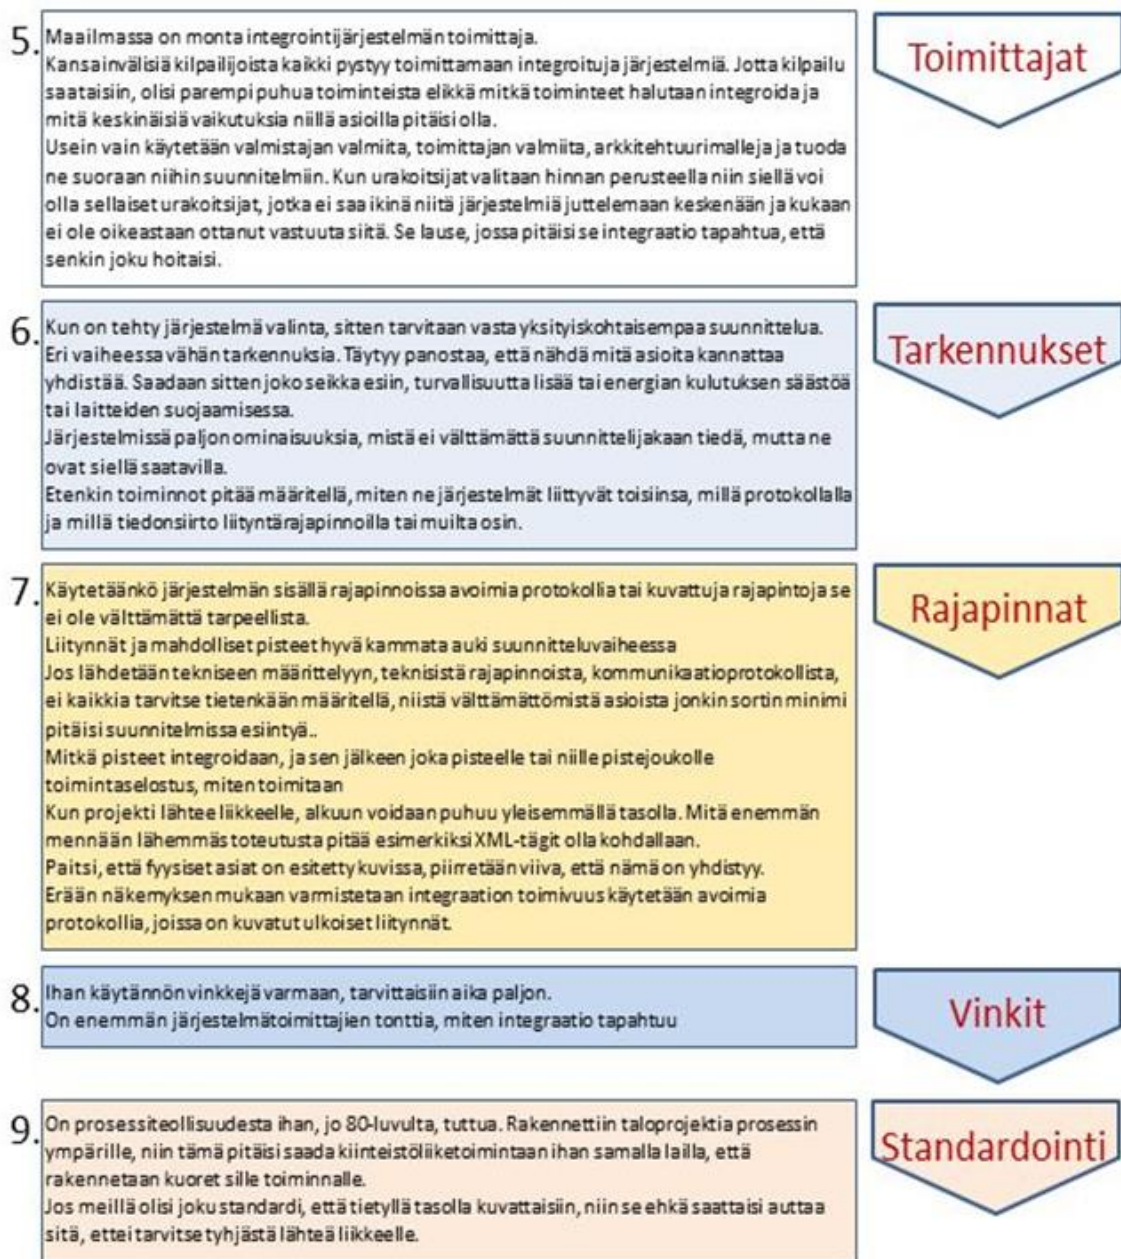 5.
Maailmassa on monta integrointijärjestelmän toimittaja.
Kansainvälisiä kilpailijoista kaikki pystyy toimittamaan integroituja järjestelmiä. Jotta kilpailu
saataisiin, olisi parempi puhua toiminteista elikkä mitkä toiminteet halutaan integroida ja
mitä keskinäisiä vaikutuksia niillä asioilla pitäisi olla.
Usein vain käytetään valmistajan valmiita, toimittajan valmiita, arkkitehtuurimalleja ja tuoda
ne suoraan niihin suunnitelmiin. Kun urakoitsijat valitaan hinnan perusteella niin siellä voi
olla sellaiset urakoitsijat, jotka ei saa ikinä niitä järjestelmiä juttelemaan keskenään ja kukaan
ei ole oikeastaan ottanut vastuuta siitä. Se lause, jossa pitäisi se integraatio tapahtua, että
senkin joku hoitaisi.
Toimittajat
6.
Kun on tehty järjestelmä valinta, sitten tarvitaan vasta yksityiskohtaisempaa suunnittelua.
Eri vaiheessa vähän tarkennuksia. Täytyy panostaa, että nähdä mitä asioita kannattaa
yhdistää. Saadaan sitten joko seikka esiin, turvallisuutta lisää tai energian kulutuksen säästöä
tai laitteiden suojaamisessa.
Järjestelmissä paljon ominaisuuksia, mistä ei välttämättä suunnittelijakaan tiedä, mutta ne
ovat siellä saatavilla.
Etenkin toiminnot pitää määritellä, miten ne järjestelmät liittyvät toisiinsa, millä protokollalla
ja millä tiedonsiirto liityntärajapinnoilla tai muilta osin.
Tarkennukset
7.
Käytetäänkö järjestelmän sisällä rajapinnoissa avoimia protokollia tai kuvattuja rajapintoja se
ei ole välttämättä tarpeellista.
Liitynnät ja mahdolliset pisteet hyvä kammata auki suunnitteluvaiheessa
Jos lähdetään tekniseen määrittelyyn, teknisistä rajapinnoista, kommunikaatioprotokollista,
ei kaikkia tarvitse tietenkään määritellä, niistä välttämättömistä asioista jonkin sortin minimi
pitäisi suunnitelmissa esiintyä..
Mitkä pisteet integroidaan, ja sen jälkeen joka pisteelle tai niille pistejoukolle
toimintaselostus, miten toimitaan
Kun projekti lähtee liikkeelle, alkuun voidaan puhuu yleisemmällä tasolla. Mitä enemmän
mennään lähemmäs toteutusta pitää esimerkiksi XML-tägit olla kohdallaan.
Paitsi, että fyysiset asiat on esitetty kuvissa, piirretään viiva, että nämä on yhdistyy.
Erään näkemyksen mukaan varmistetaan integraation toimivuus käytetään avoimia
protokollia, joissa on kuvatut ulkoiset liitynnät.
Rajapinnat
8.
Ihan käytännön vinkkejä varmaan, tarvittaisiin aika paljon.
On enemmän järjestelmätoimittajien tonttia, miten integraatio tapahtuu
Vinkit
9.
On prosessiteollisuudesta ihan, jo 80-luvulta, tuttua. Rakennettiin taloprojektia prosessin
ympärille, niin tämä pitäisi saada kiinteistöliiketoimintaan ihan samalla lailla, että
rakennetaan kuoret sille toiminnalle.
Jos meillä olisi joku standardi, että tietyllä tasolla kuvattaisiin, niin se ehkä saattaisi auttaa
sitä, ettei tarvitse tyhjästä lähteä liikkeelle.
Standardointi